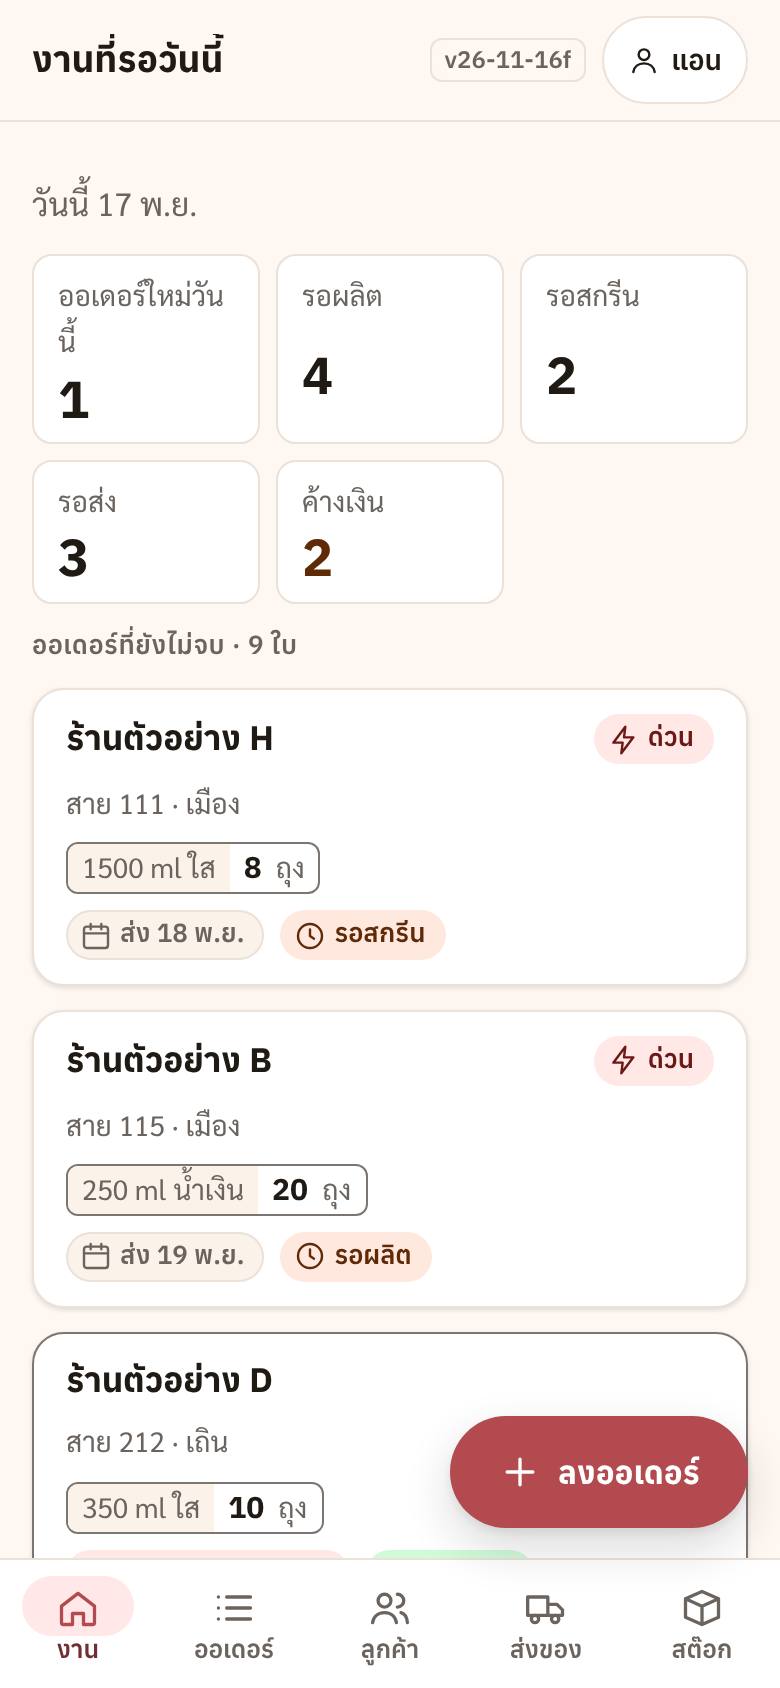 งานที่รอวันนี้
v26-11-16f
แอน
วันนี้ 17 พ.ย.
ออเดอร์ใหม่วัน
นี้
1
รอผลิต
4
รอสกรีน
2
รอส่ง
3
ค้างเงิน
2
ออเดอร์ที่ยังไม่จบ · 9 ใบ
ร้านตัวอย่าง H
ด่วน
สาย 111 · เมือง
1500 ml ใส 8 ถุง
ส่ง 18 พ.ย. รอสกรีน
ร้านตัวอย่าง B
ด่วน
สาย 115 · เมือง
250 ml น้ำเงิน 20 ถุง
ส่ง 19 พ.ย. รอผลิต
ร้านตัวอย่าง D
สาย 212 · เถิน
350 ml ใส 10 ถุง
ลงออเดอร์
งาน ออเดอร์ ลูกค้า ส่งของ สต๊อก